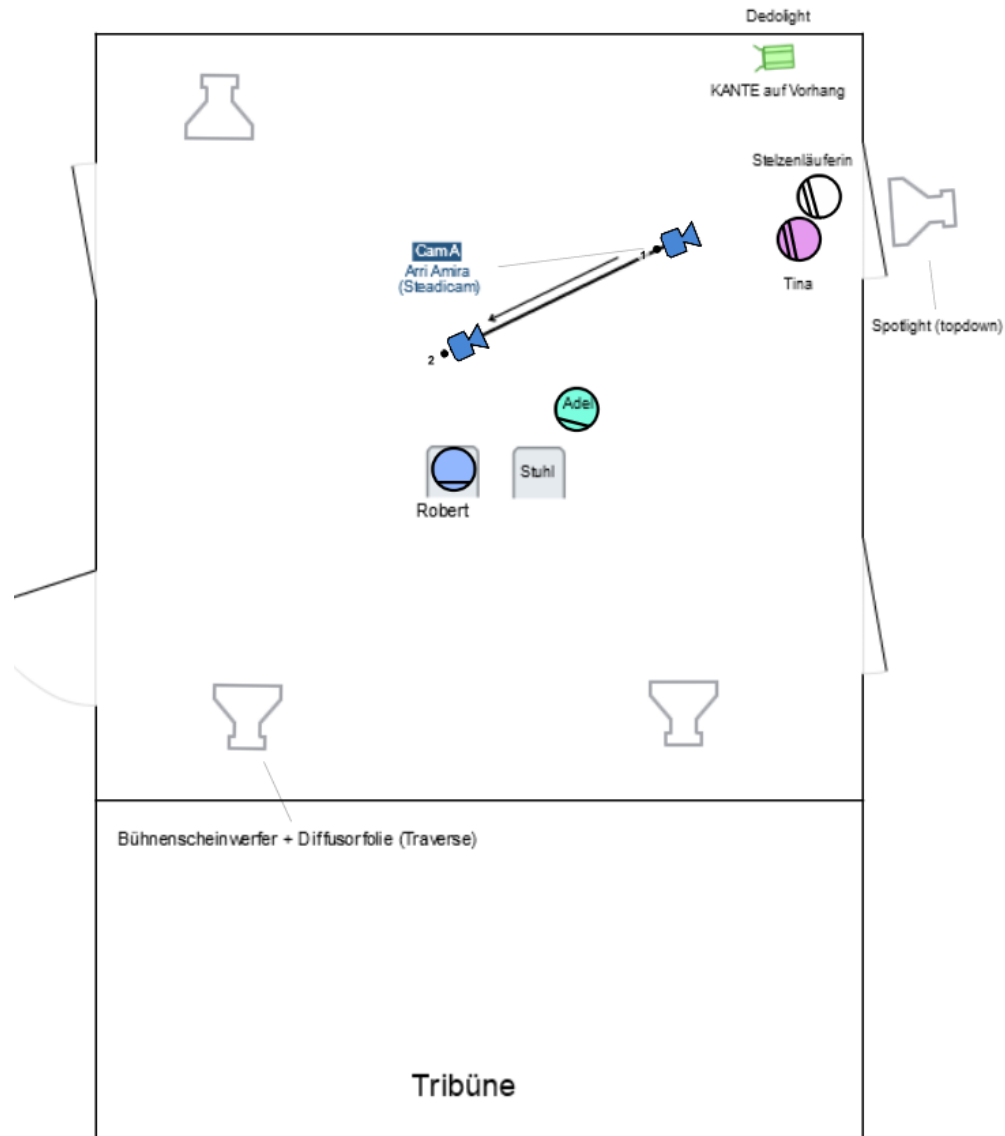 Dedolight
KANTE auf Vorhang
Stelzenläuferin
Cam A
Arri Amira
(Steadicam)
1
Tina
Spotlight (topdown)
2
Adel
Stuhl
Robert
Bühnenscheinwerfer + Diffusorfolie (Traverse)
Tribüne